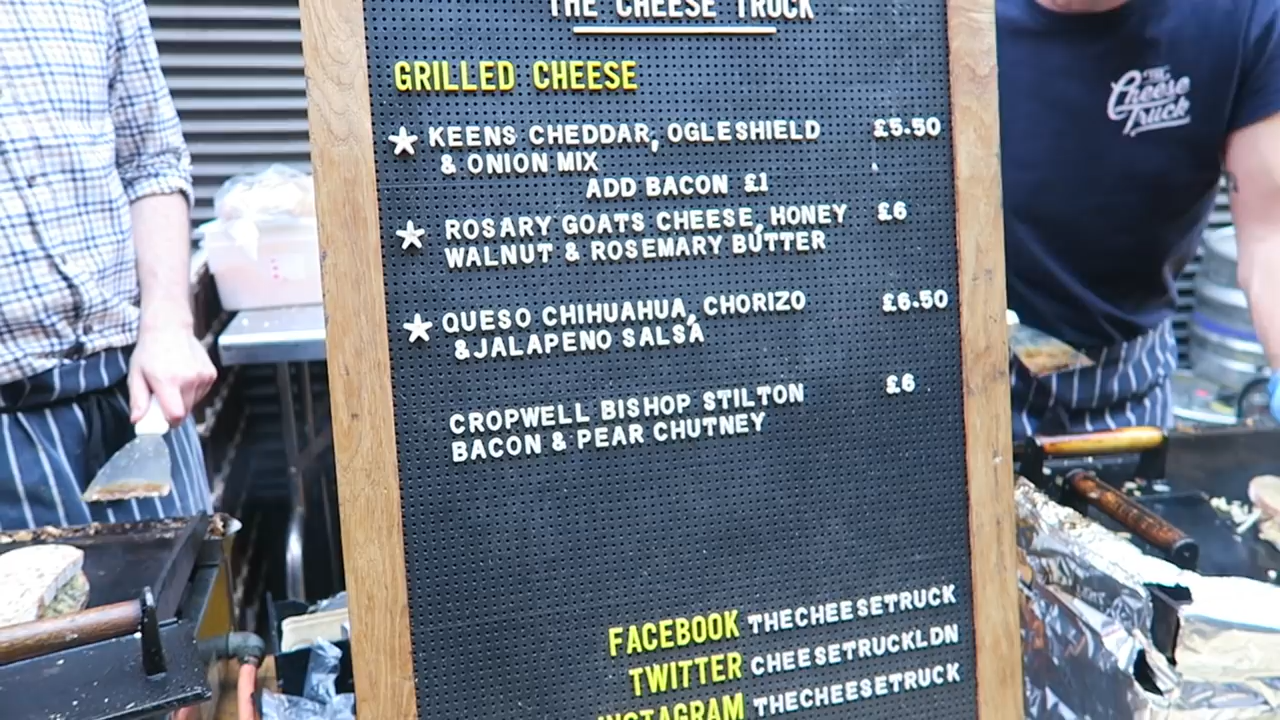 THE CHEESE TRUCK
GRILLED CHEESE
KEENS CHEDDAR, OGLESHIELD £5.50
& ONION MIX
ADD BACON £1
ROSARY GOATS CHEESE, HONEY £6
WALNUT & ROSEMARY BUTTER
QUESO CHIHUAHUA, CHORIZO £6.50
&JALAPENO SALSA
CROPWELL BISHOP STILTON £6
BACON & PEAR CHUTNEY
FACEBOOK THECHEESETRUCK
TWITTER CHEESETRUCKLDN
INSTAGRAM THECHEESETRUCK
THE
Cheese
Truck